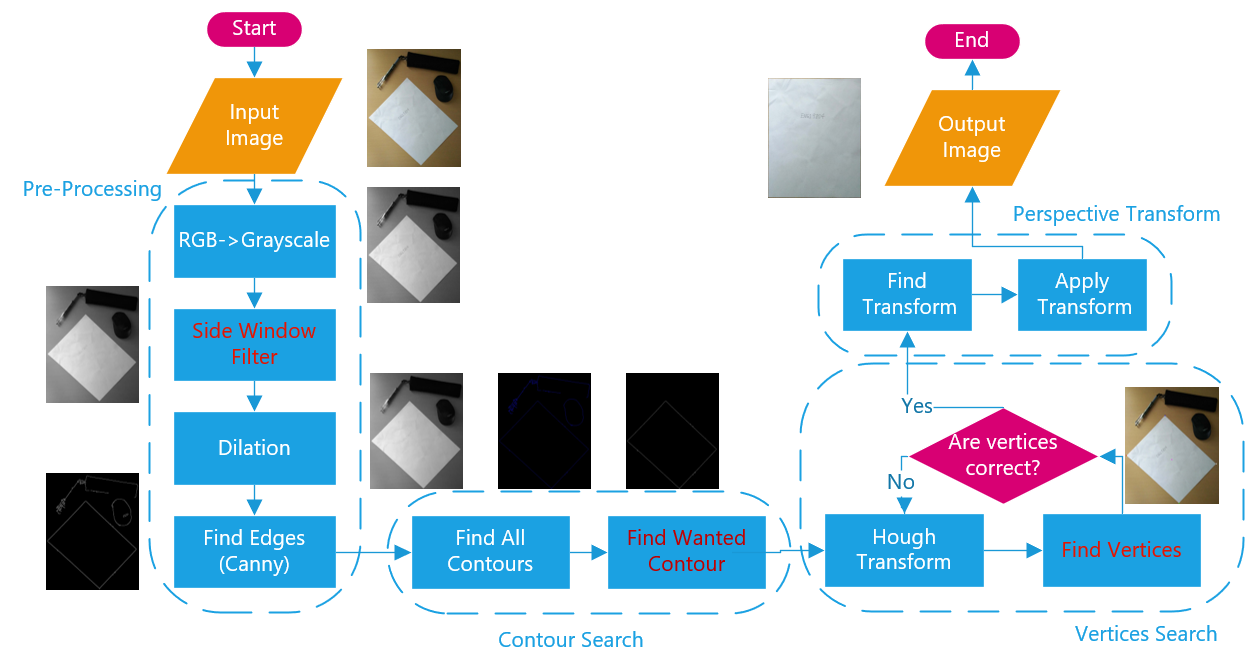 Start
Input
Image
Pre-Processing
RGB->Grayscale
Side Window
Filter
Dilation
Find Edges
(Canny)
Find All
Contours
Find Wanted
Contour
Contour Search
Hough
Transform
Find Vertices
Are vertices
correct?
No
Yes
Vertices Search
Find
Transform
Apply
Transform
Perspective Transform
Output
Image
End